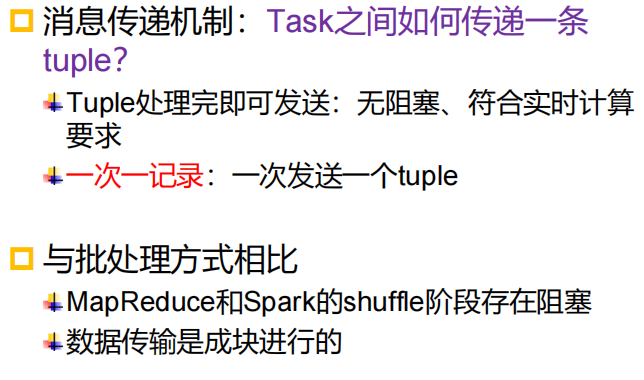 消息传递机制：Task之间如何传递一条
tuple？
Tuple处理完即可发送：无阻塞、符合实时计算
要求
一次一记录：一次发送一个tuple
与批处理方式相比
MapReduce和Spark的shuffle阶段存在阻塞
数据传输是成块进行的